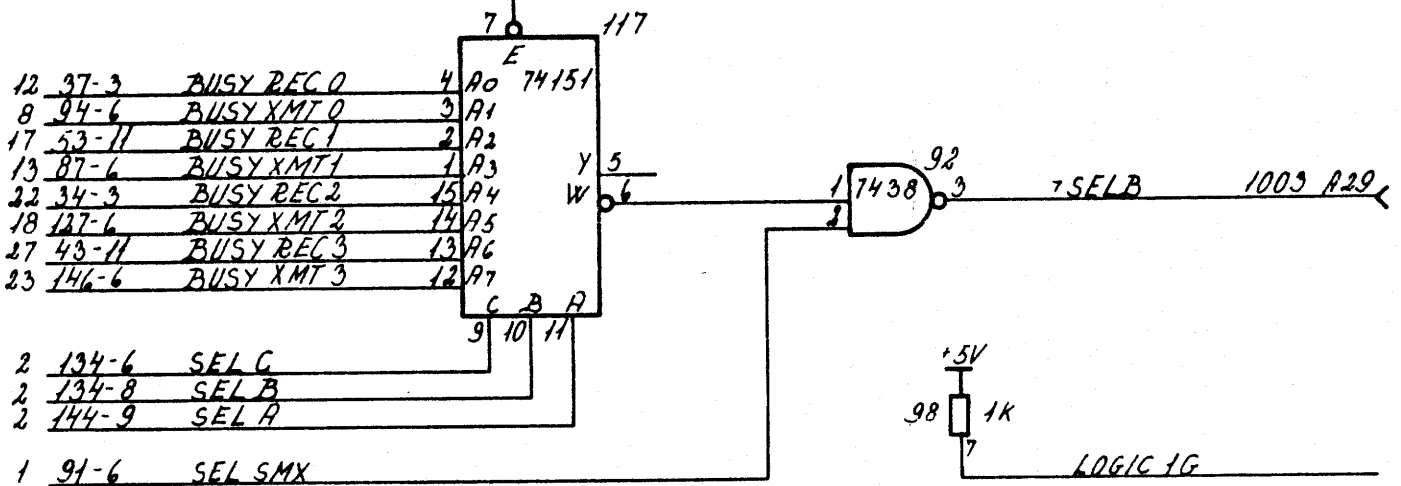 7 117
E
12 37-3 BUSY REC 0 4 A0 74151
8 94-6 BUSY XMT 0 3 A1
17 53-11 BUSY REC 1 2 A2
13 87-6 BUSY XMT 1 1 A3 Y 5
22 34-3 BUSY REC 2 15 A4 W 6
18 127-6 BUSY XMT 2 14 A5
27 43-11 BUSY REC 3 13 A6
23 146-6 BUSY XMT 3 12 A7
C B A
9 10 11
92
1 7438 3 ¬SELB 1003 A29
2
2 134-6 SEL C
2 134-8 SEL B
2 144-9 SEL A
1 91-6 SEL SMX
+5V
98 1K
7
LOGIC 1G